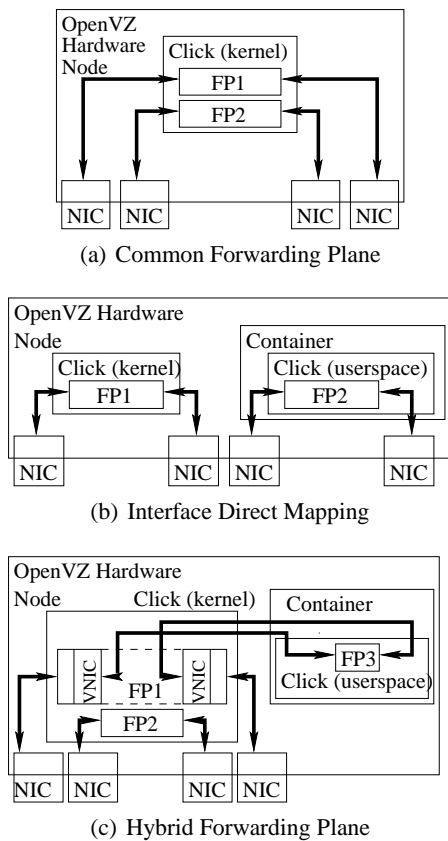 OpenVZ
Hardware
Node
Click (kernel)
FP1
FP2
NIC NIC NIC NIC
(a) Common Forwarding Plane
OpenVZ Hardware
Node
Click (kernel)
FP1
Container
Click (userspace)
FP2
NIC NIC NIC NIC
(b) Interface Direct Mapping
OpenVZ Hardware
Node
Click (kernel)
Container
VNIC
FP1
VNIC
FP2
FP3
Click (userspace)
NIC NIC NIC NIC
(c) Hybrid Forwarding Plane